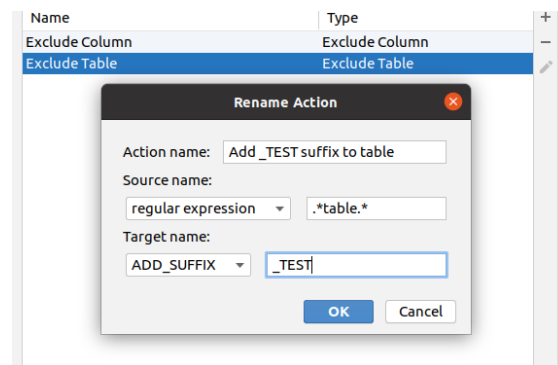 Name Type
Exclude Column Exclude Column
Exclude Table Exclude Table
Rename Action
Action name: Add _TEST suffix to table
Source name:
regular expression .*table.*
Target name:
ADD_SUFFIX _TEST
OK Cancel